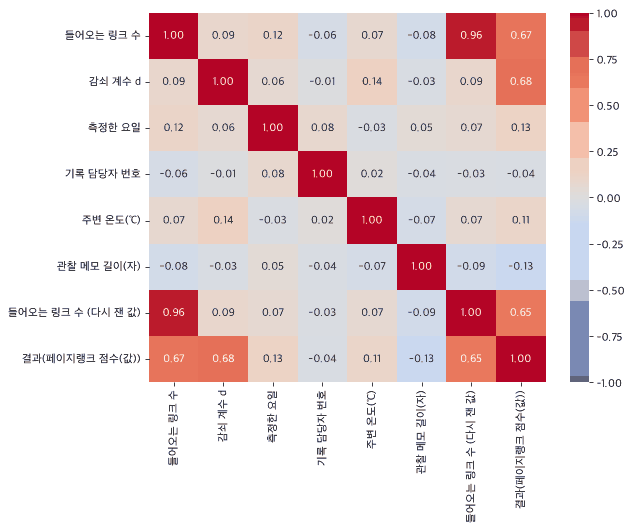 들어오는 링크 수 1.00 0.09 0.12 -0.06 0.07 -0.08 0.96 0.67
감쇠 계수 d 0.09 1.00 0.06 -0.01 0.14 -0.03 0.09 0.68
측정한 요일 0.12 0.06 1.00 0.08 -0.03 0.05 0.07 0.13
기록 담당자 번호 -0.06 -0.01 0.08 1.00 0.02 -0.04 -0.03 -0.04
주변 온도(℃) 0.07 0.14 -0.03 0.02 1.00 -0.07 0.07 0.11
관찰 메모 길이(자) -0.08 -0.03 0.05 -0.04 -0.07 1.00 -0.09 -0.13
들어오는 링크 수 (다시 잰 값) 0.96 0.09 0.07 -0.03 0.07 -0.09 1.00 0.65
결과(페이지랭크 점수(값)) 0.67 0.68 0.13 -0.04 0.11 -0.13 0.65 1.00
들어오는 링크 수
감쇠 계수 d
측정한 요일
기록 담당자 번호
주변 온도(℃)
관찰 메모 길이(자)
들어오는 링크 수 (다시 잰 값)
결과(페이지랭크 점수(값))
1.00
0.75
0.50
0.25
0.00
-0.25
-0.50
-0.75
-1.00